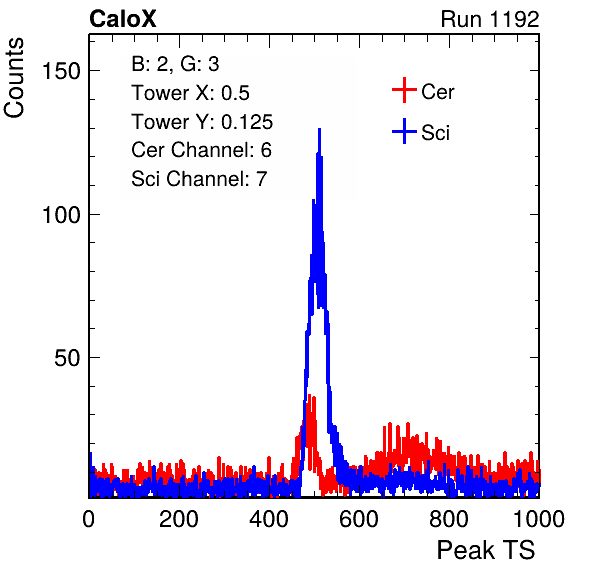 CaloX Run 1192
Counts
150
100
50
B: 2, G: 3
Tower X: 0.5
Tower Y: 0.125
Cer Channel: 6
Sci Channel: 7
Cer
Sci
0 200 400 600 800 1000
Peak TS